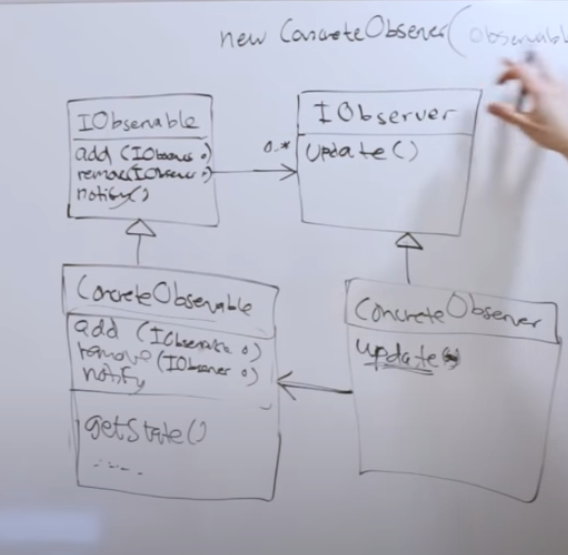 new ConcreteObserver(observabl
IObservable
add (IObserver o)
remove(IObserver o)
notify()
0..*
IObserver
update()
ConcreteObservable
add (IObservable o)
remove (IObserver o)
notify
getState()
.....
ConcreteObserver
update